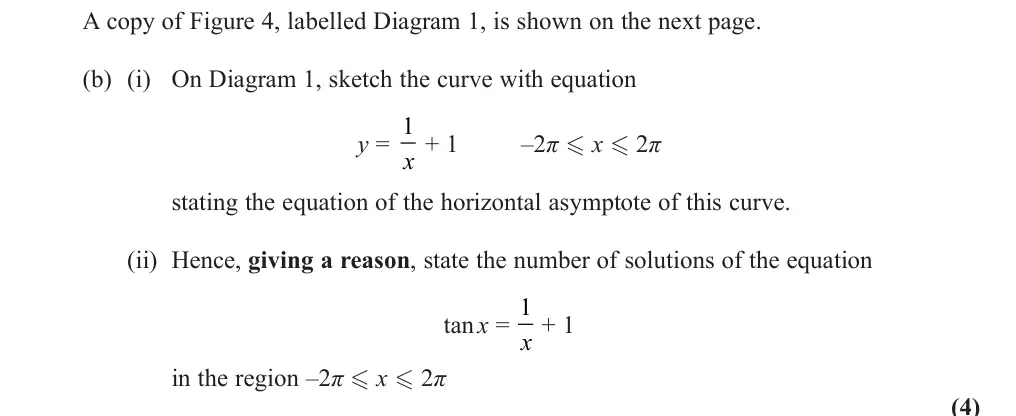 A copy of Figure 4, labelled Diagram 1, is shown on the next page.
(b) (i) On Diagram 1, sketch the curve with equation
y = 1/x + 1 –2π ⩽ x ⩽ 2π
stating the equation of the horizontal asymptote of this curve.
(ii) Hence, giving a reason, state the number of solutions of the equation
tan x = 1/x + 1
in the region –2π ⩽ x ⩽ 2π
(4)